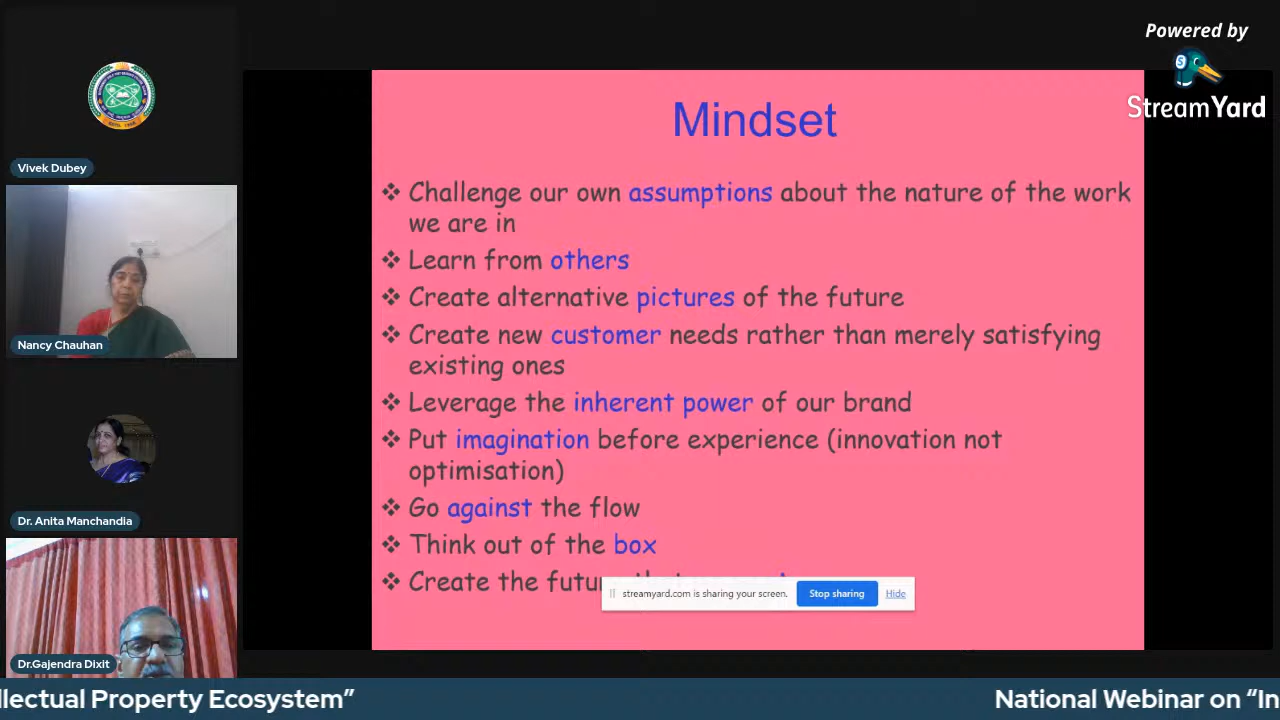 Powered by
StreamYard
Vivek Dubey
Nancy Chauhan
Dr. Anita Manchandia
Dr.Gajendra Dixit
Mindset
❖ Challenge our own assumptions about the nature of the work
we are in
❖ Learn from others
❖ Create alternative pictures of the future
❖ Create new customer needs rather than merely satisfying
existing ones
❖ Leverage the inherent power of our brand
❖ Put imagination before experience (innovation not
optimisation)
❖ Go against the flow
❖ Think out of the box
❖ Create the
streamyard.com is sharing your screen. Stop sharing Hide
llectual Property Ecosystem” National Webinar on “In